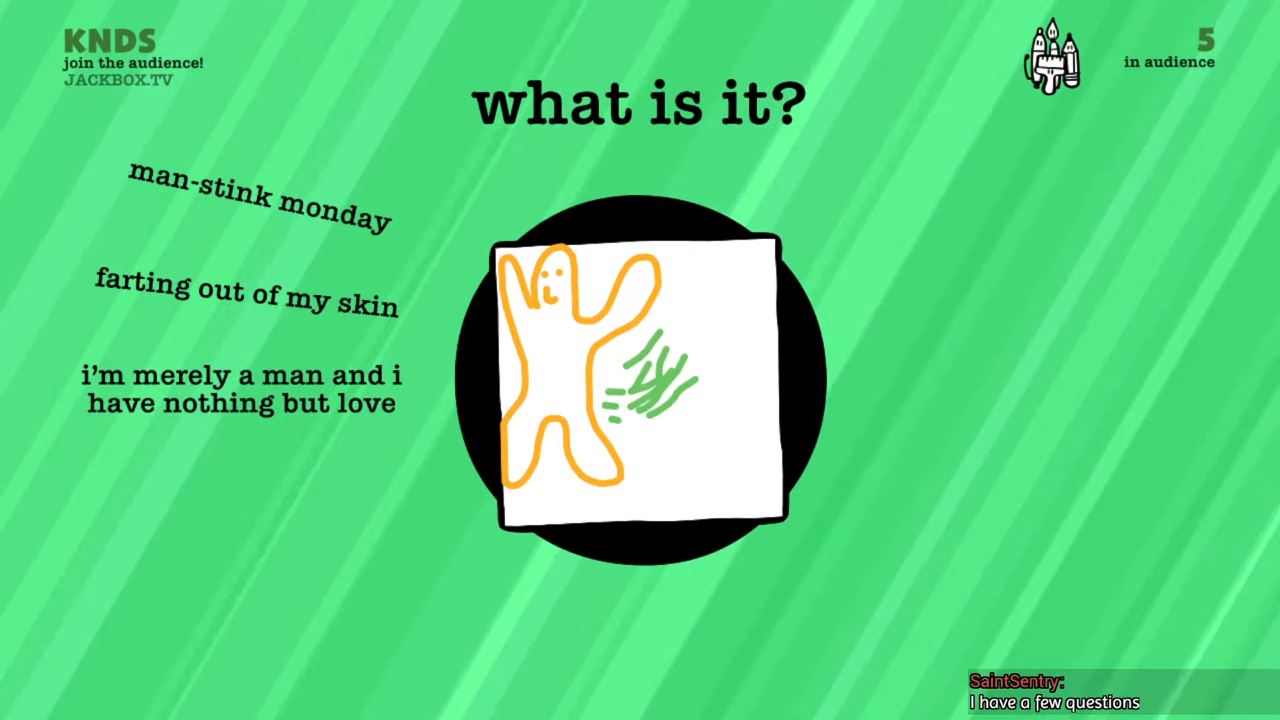 KNDS
join the audience!
JACKBOX.TV
5
in audience
what is it?
man-stink monday
farting out of my skin
i'm merely a man and i
have nothing but love
SaintSentry:
I have a few questions